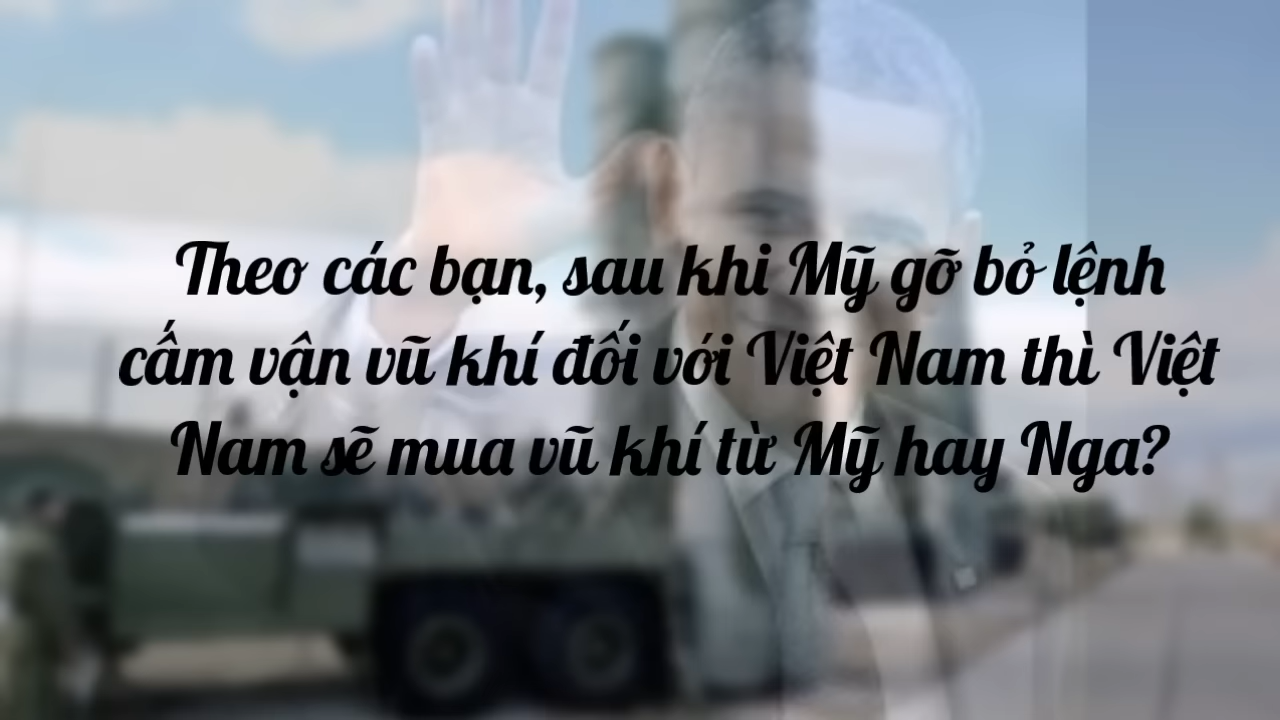 Theo các bạn, sau khi Mỹ gỡ bỏ lệnh
cấm vận vũ khí đối với Việt Nam thì Việt
Nam sẽ mua vũ khí từ Mỹ hay Nga?